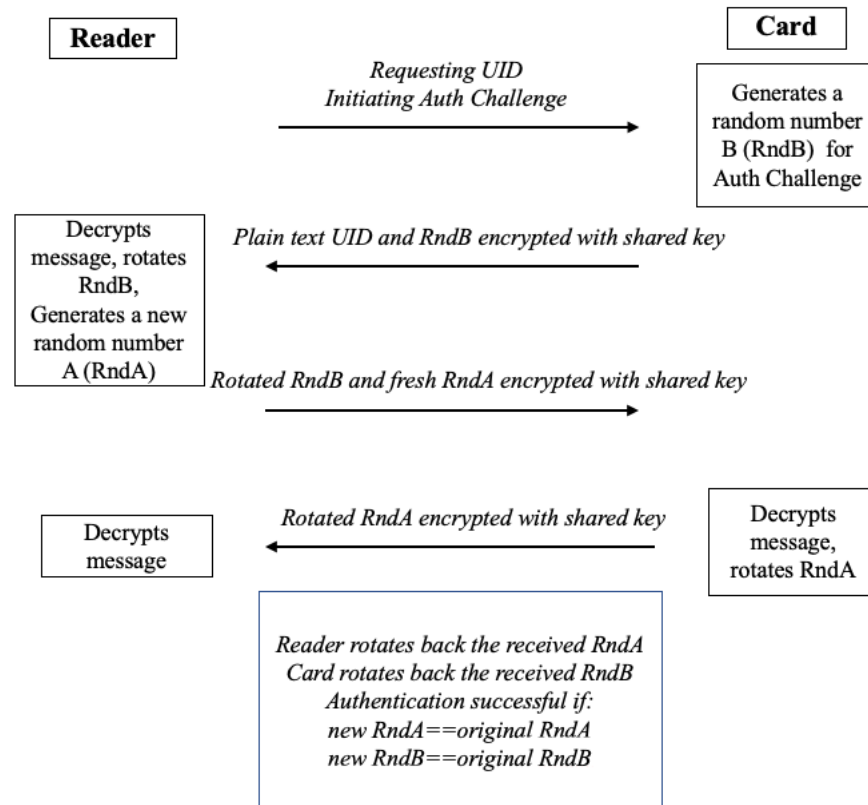 Reader
Card
Requesting UID
Initiating Auth Challenge
Generates a
random number
B (RndB)  for
Auth Challenge
Decrypts
message, rotates
RndB,
Generates a new
random number
A (RndA)
Plain text UID and RndB encrypted with shared key
Rotated RndB and fresh RndA encrypted with shared key
Decrypts
message
Rotated RndA encrypted with shared key
Decrypts
message,
rotates RndA
Reader rotates back the received RndA
Card rotates back the received RndB
Authentication successful if:
new RndA==original RndA
new RndB==original RndB